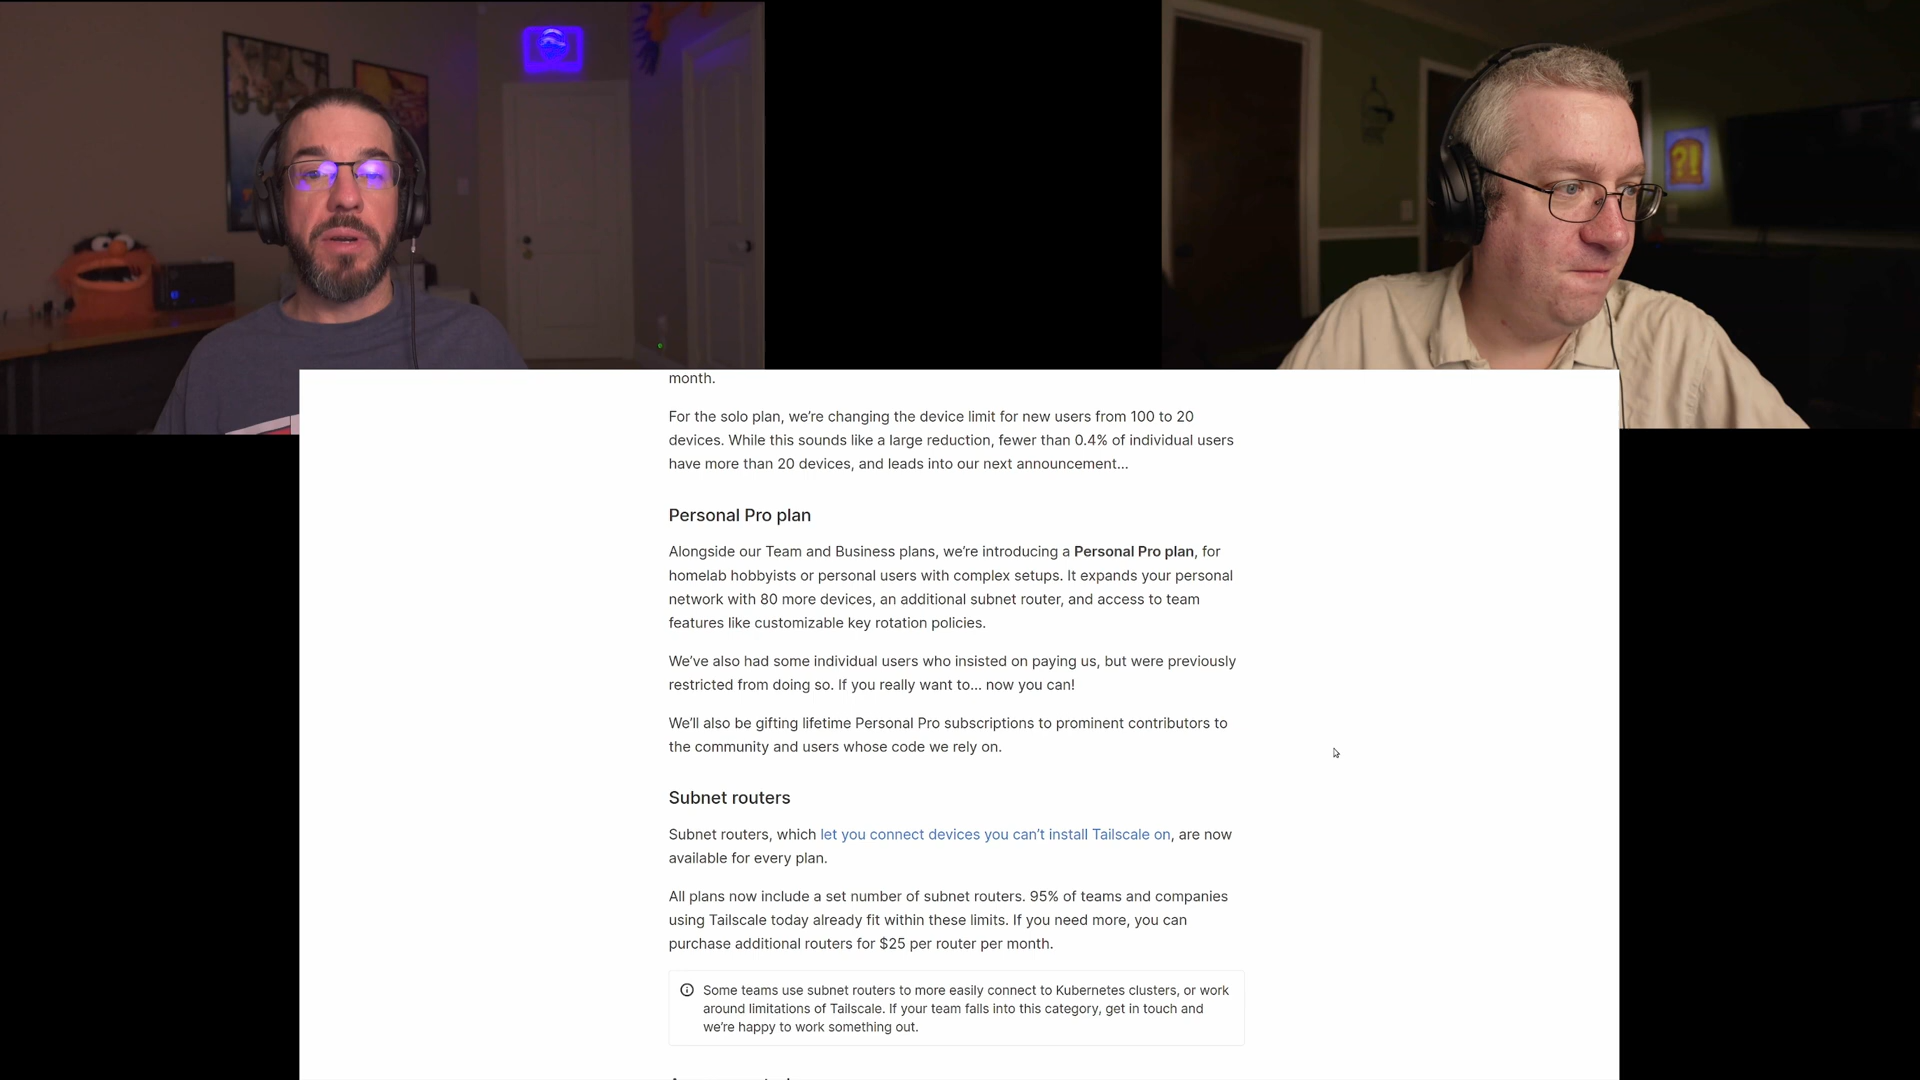 ?!
month.
For the solo plan, we’re changing the device limit for new users from 100 to 20
devices. While this sounds like a large reduction, fewer than 0.4% of individual users
have more than 20 devices, and leads into our next announcement…
Personal Pro plan
Alongside our Team and Business plans, we’re introducing a Personal Pro plan, for
homelab hobbyists or personal users with complex setups. It expands your personal
network with 80 more devices, an additional subnet router, and access to team
features like customizable key rotation policies.
We’ve also had some individual users who insisted on paying us, but were previously
restricted from doing so. If you really want to… now you can!
We’ll also be gifting lifetime Personal Pro subscriptions to prominent contributors to
the community and users whose code we rely on.
Subnet routers
Subnet routers, which let you connect devices you can’t install Tailscale on, are now
available for every plan.
All plans now include a set number of subnet routers. 95% of teams and companies
using Tailscale today already fit within these limits. If you need more, you can
purchase additional routers for $25 per router per month.
Some teams use subnet routers to more easily connect to Kubernetes clusters, or work
around limitations of Tailscale. If your team falls into this category, get in touch and
we’re happy to work something out.